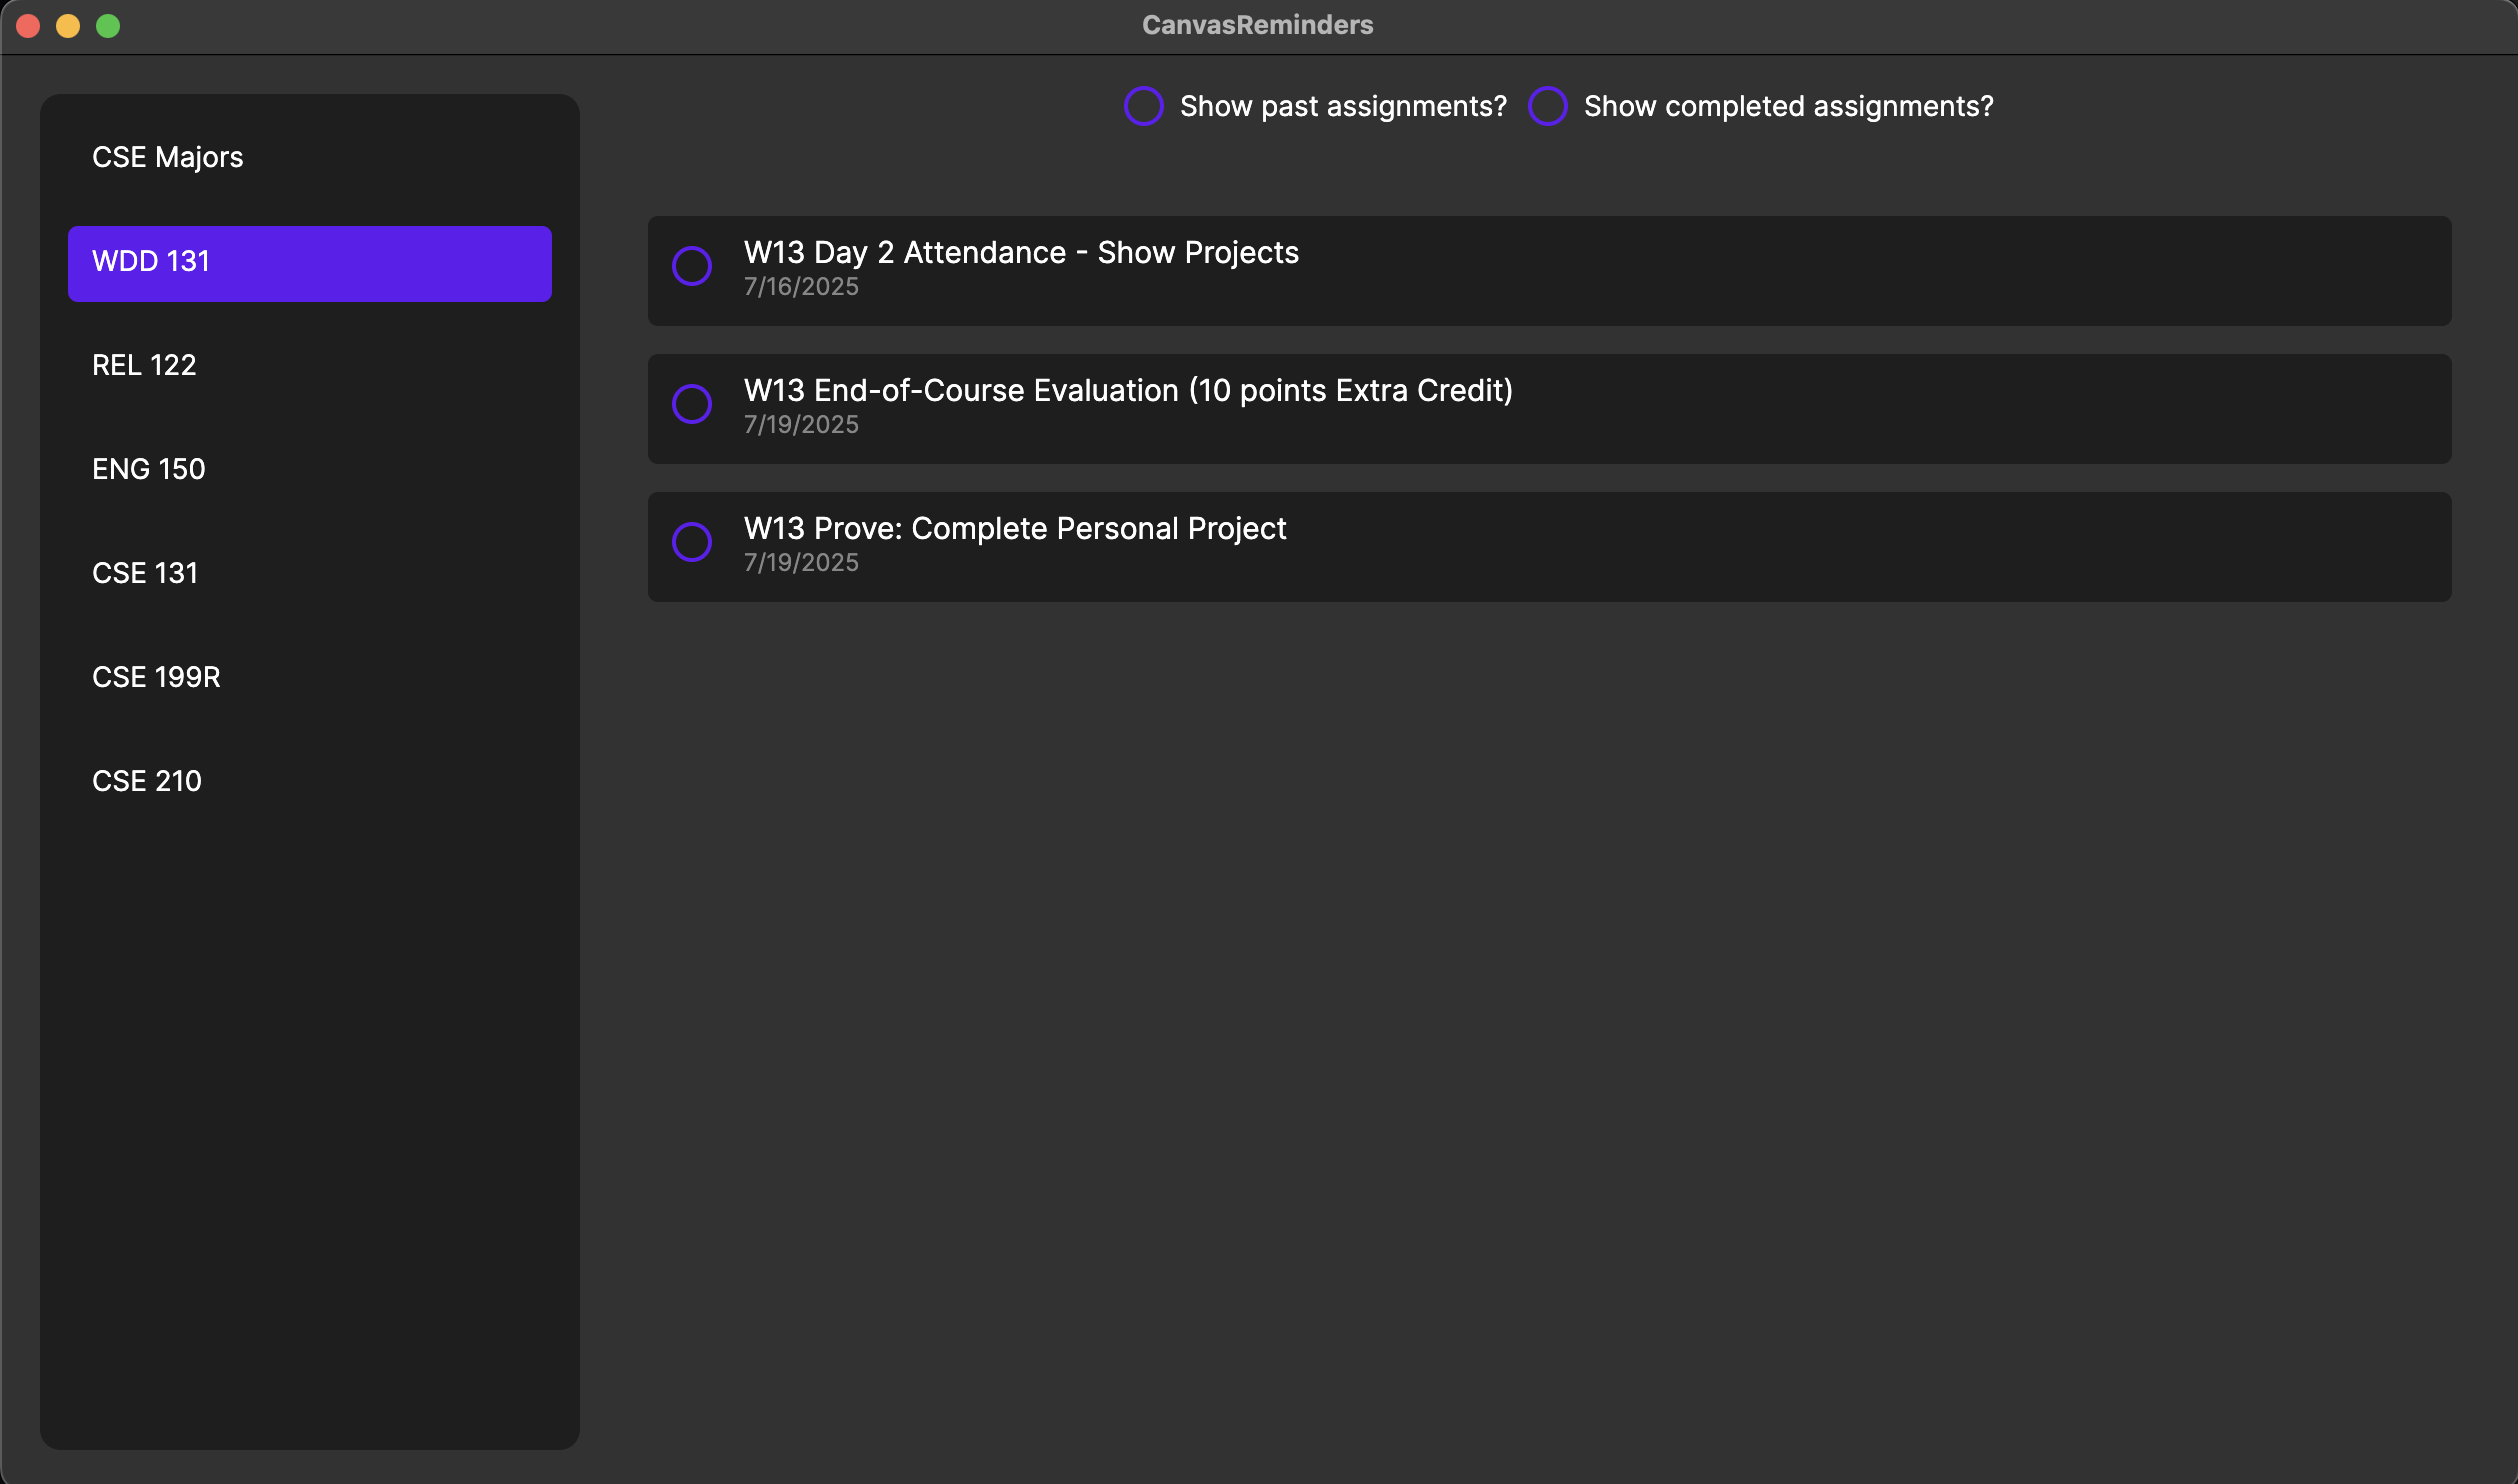 CanvasReminders
CSE Majors
WDD 131
REL 122
ENG 150
CSE 131
CSE 199R
CSE 210
Show past assignments?
Show completed assignments?
W13 Day 2 Attendance - Show Projects
7/16/2025
W13 End-of-Course Evaluation (10 points Extra Credit)
7/19/2025
W13 Prove: Complete Personal Project
7/19/2025